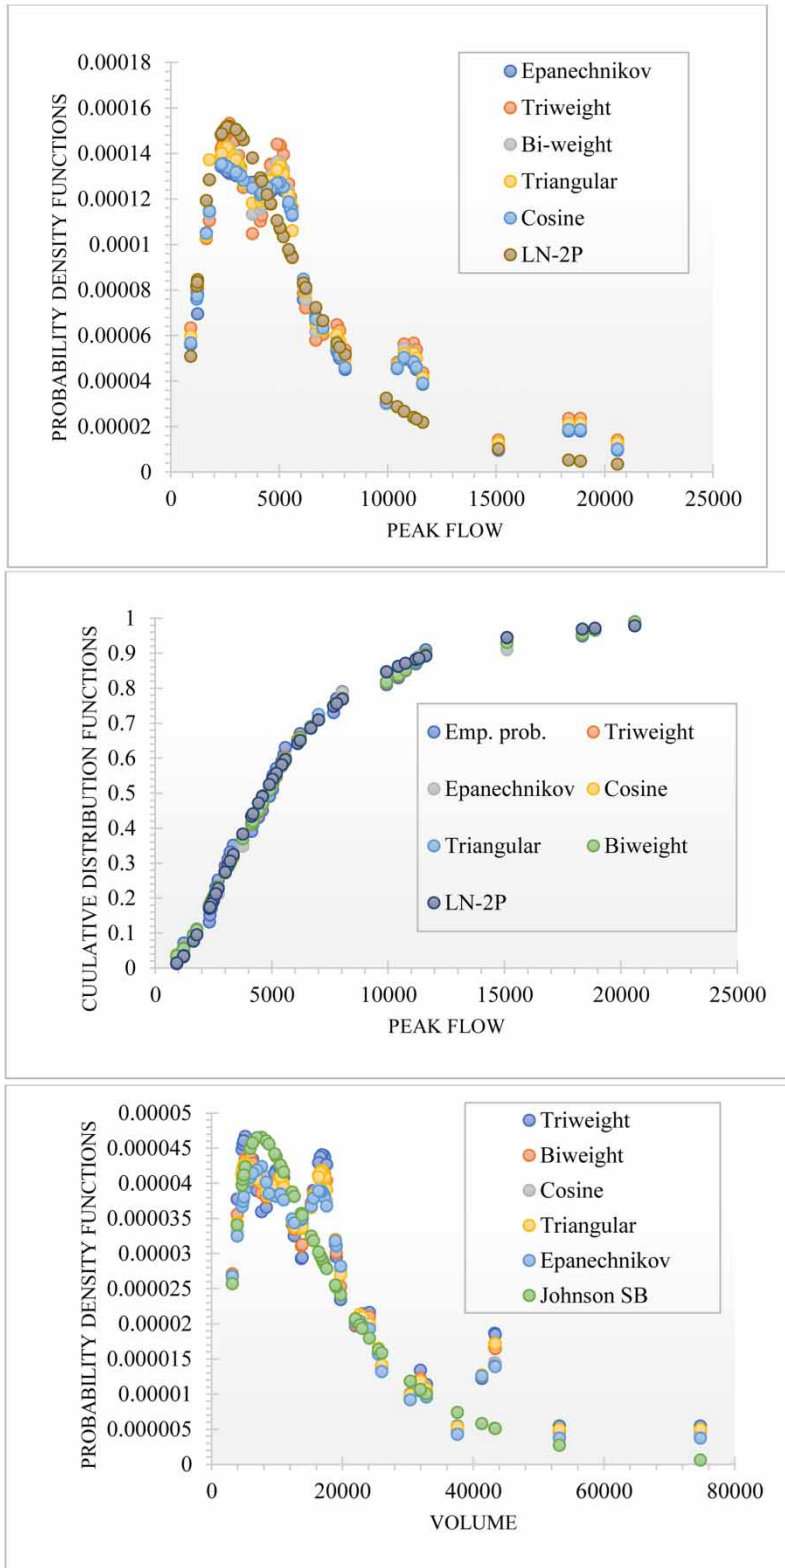 PROBABILITY DENSITY FUNCTIONS
0.00018
0.00016
0.00014
0.00012
0.0001
0.00008
0.00006
0.00004
0.00002
0
0 5000 10000 15000 20000 25000
PEAK FLOW
Epanechnikov
Triweight
Bi-weight
Triangular
Cosine
LN-2P
CUULATIVE DISTRIBUTION FUNCTIONS
1
0.9
0.8
0.7
0.6
0.5
0.4
0.3
0.2
0.1
0
0 5000 10000 15000 20000 25000
PEAK FLOW
Emp. prob. Triweight
Epanechnikov Cosine
Triangular Biweight
LN-2P
PROBABILITY DENSITY FUNCTIONS
0.00005
0.000045
0.00004
0.000035
0.00003
0.000025
0.00002
0.000015
0.00001
0.000005
0
0 20000 40000 60000 80000
VOLUME
Triweight
Biweight
Cosine
Triangular
Epanechnikov
Johnson SB